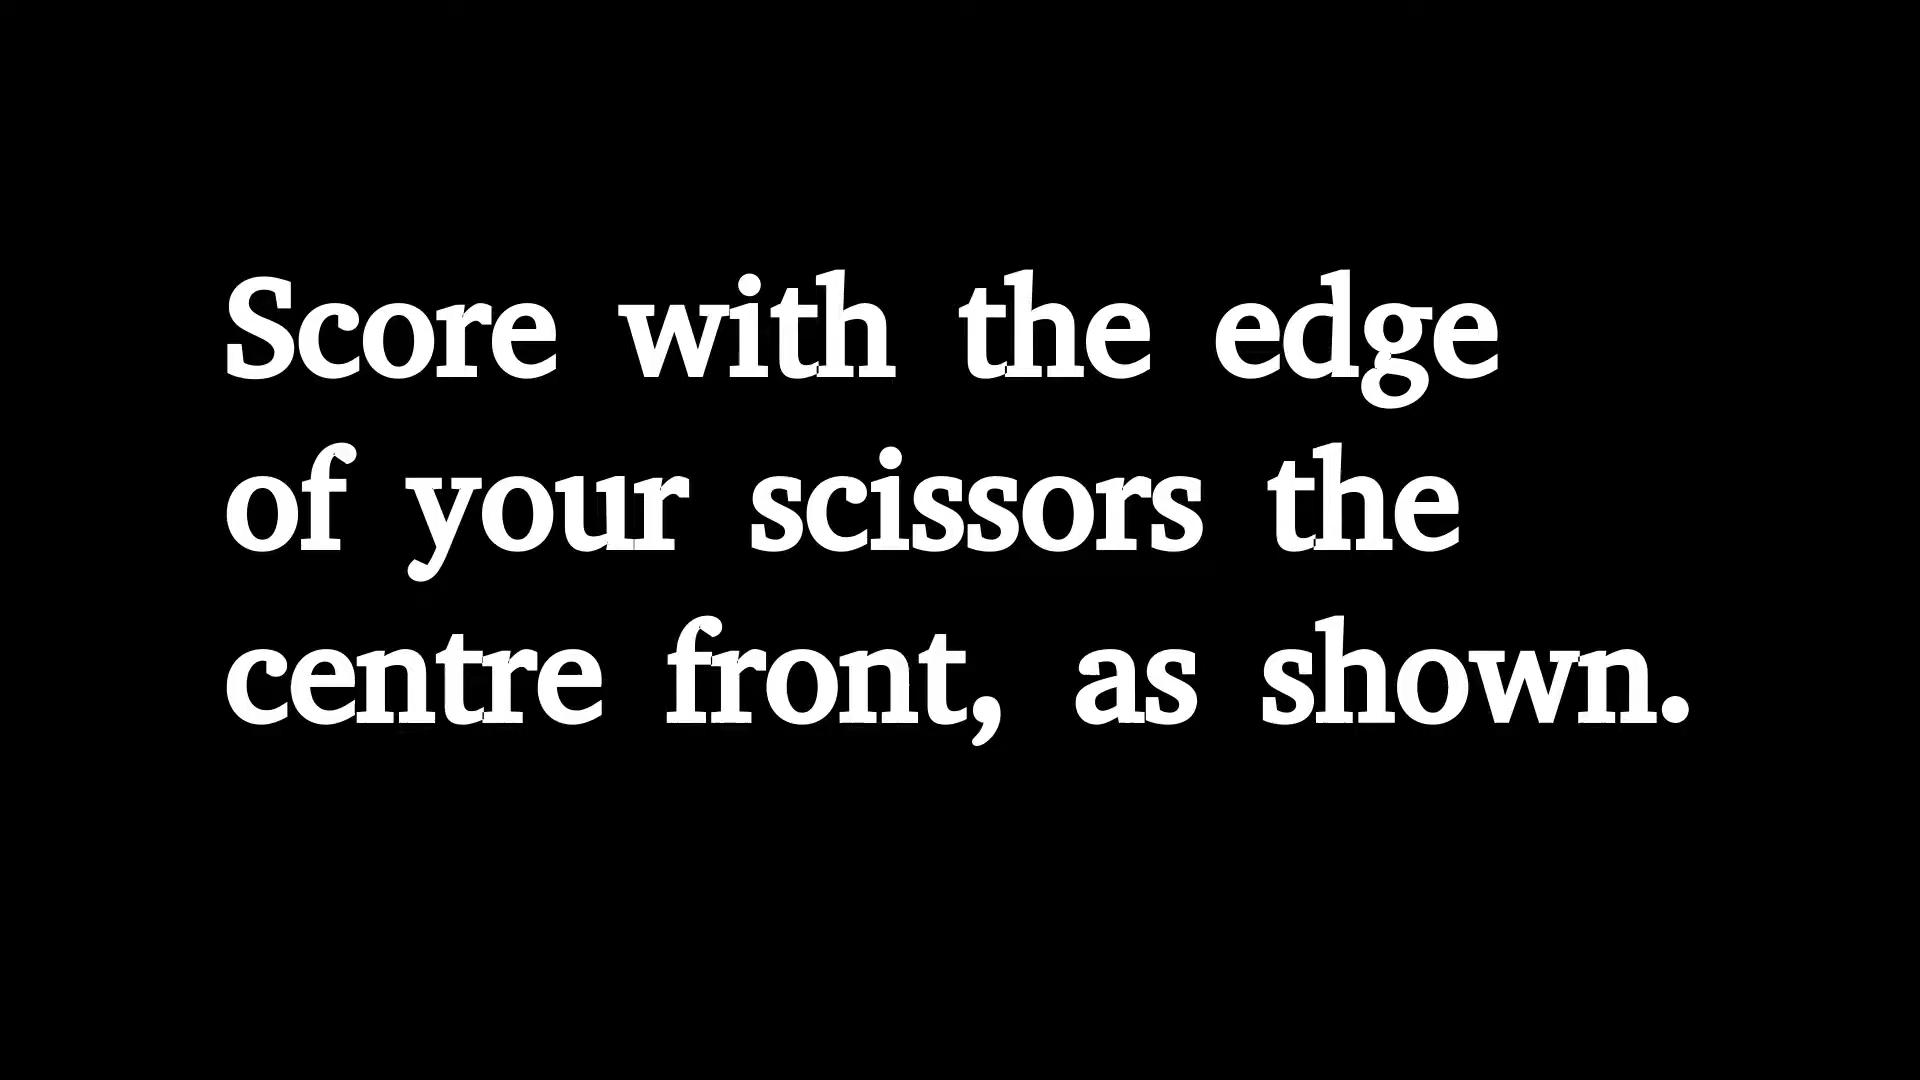 Score with the edge
of your scissors the
centre front, as shown.